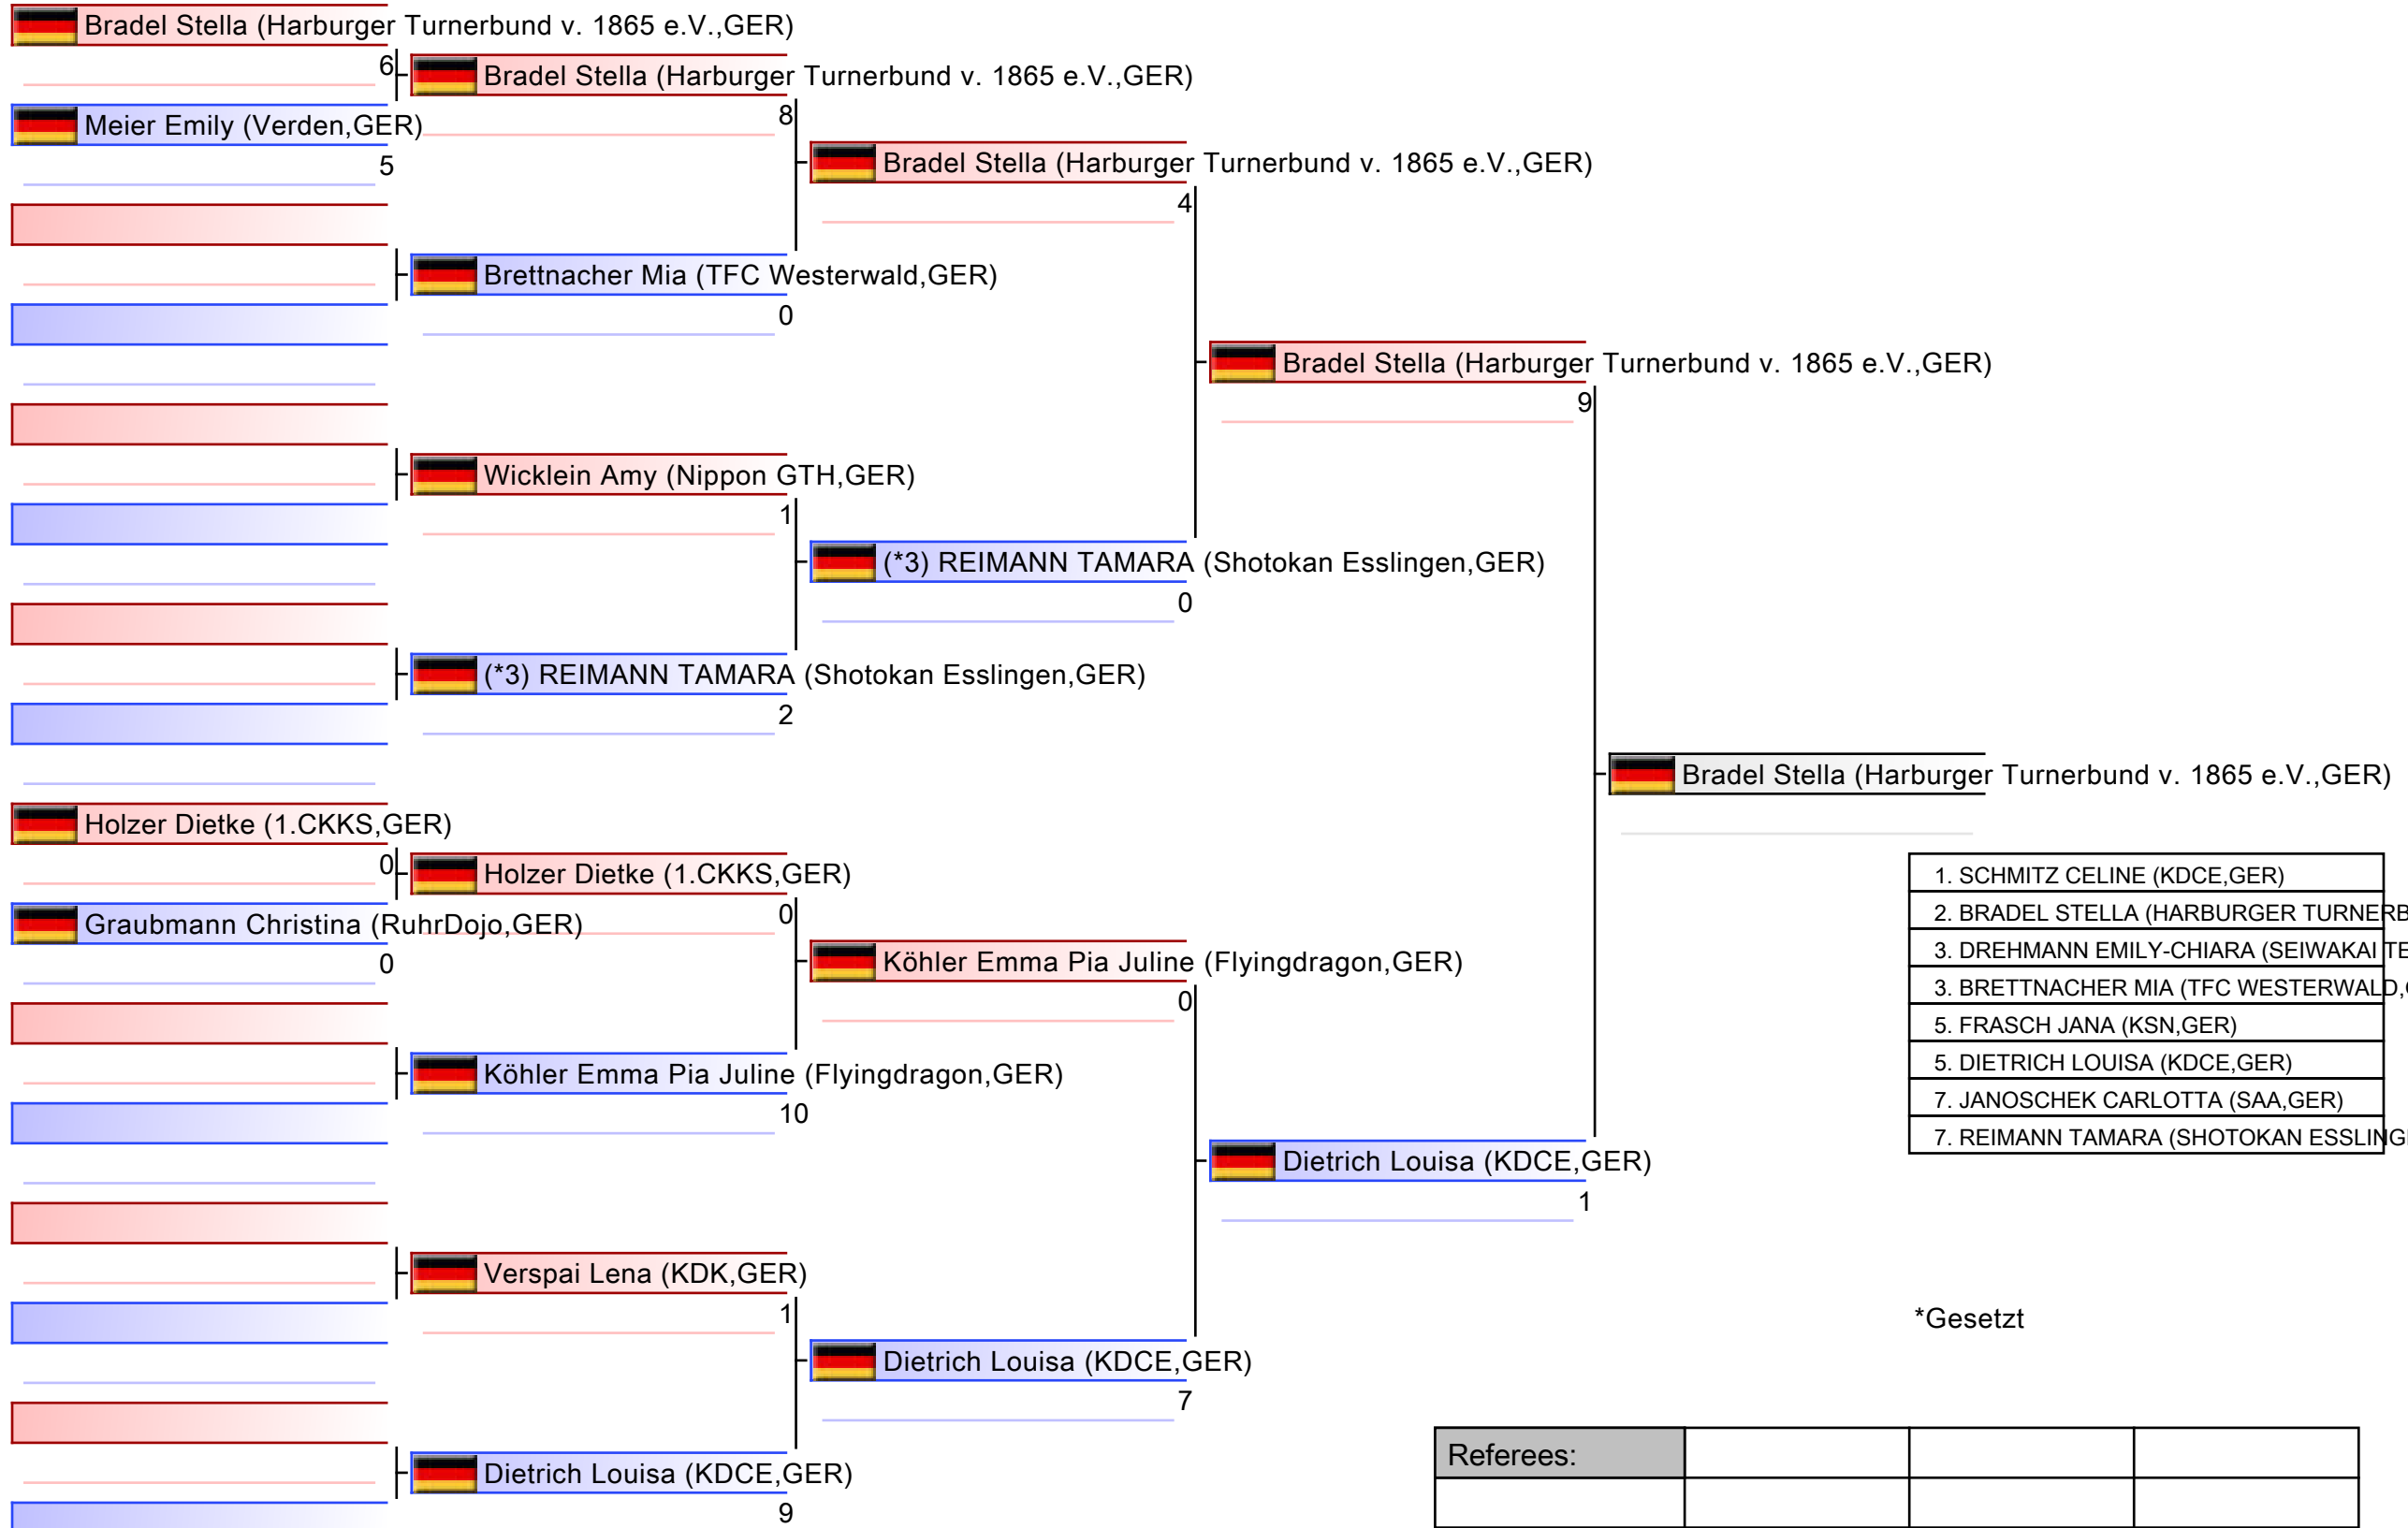 Bradel Stella (Harburger Turnerbund v. 1865 e.V.,GER)
6
Bradel Stella (Harburger Turnerbund v. 1865 e.V.,GER)
8
Meier Emily (Verden,GER)
5
Bradel Stella (Harburger Turnerbund v. 1865 e.V.,GER)
4
Brettnacher Mia (TFC Westerwald,GER)
0
Bradel Stella (Harburger Turnerbund v. 1865 e.V.,GER)
9
Wicklein Amy (Nippon GTH,GER)
1
(*3) REIMANN TAMARA (Shotokan Esslingen,GER)
0
(*3) REIMANN TAMARA (Shotokan Esslingen,GER)
2
Bradel Stella (Harburger Turnerbund v. 1865 e.V.,GER)
Holzer Dietke (1.CKKS,GER)
0
Holzer Dietke (1.CKKS,GER)
0
Graubmann Christina (RuhrDojo,GER)
0
Köhler Emma Pia Juline (Flyingdragon,GER)
0
Köhler Emma Pia Juline (Flyingdragon,GER)
10
Dietrich Louisa (KDCE,GER)
1
Verspai Lena (KDK,GER)
1
Dietrich Louisa (KDCE,GER)
7
Dietrich Louisa (KDCE,GER)
9
1. SCHMITZ CELINE (KDCE,GER)
2. BRADEL STELLA (HARBURGER TURNERB
3. DREHMANN EMILY-CHIARA (SEIWAKAI TE
3. BRETTNACHER MIA (TFC WESTERWALD,
5. FRASCH JANA (KSN,GER)
5. DIETRICH LOUISA (KDCE,GER)
7. JANOSCHEK CARLOTTA (SAA,GER)
7. REIMANN TAMARA (SHOTOKAN ESSLING
*Gesetzt
Referees: